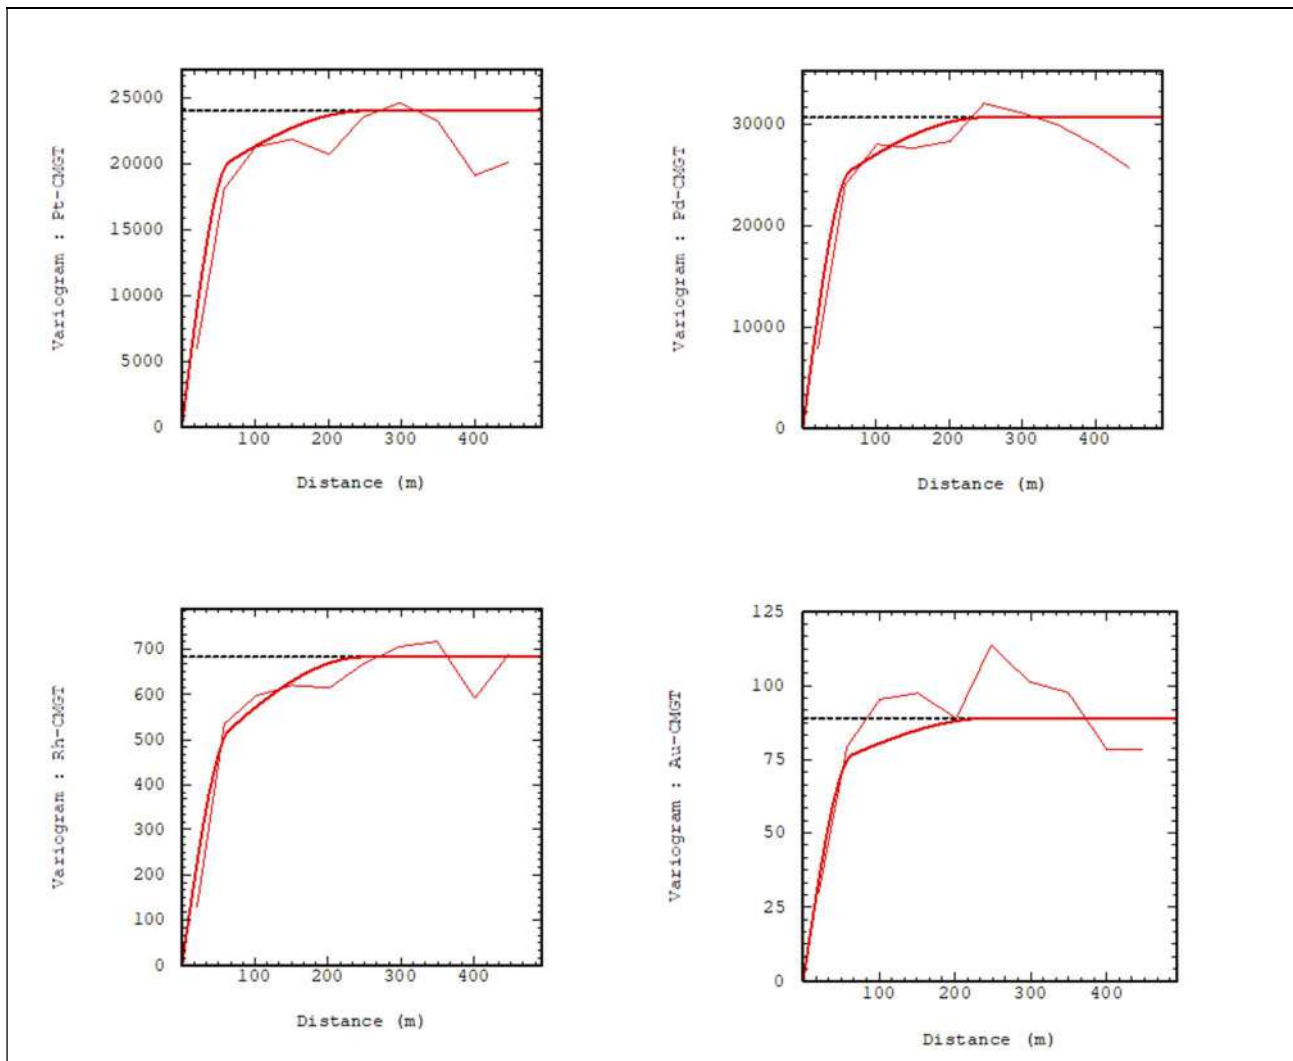 Variogram : Pt-CMGT
25000
20000
15000
10000
5000
0
100 200 300 400
Distance (m)
Variogram : Pd-CMGT
30000
20000
10000
0
100 200 300 400
Distance (m)
Variogram : Rh-CMGT
700
600
500
400
300
200
100
0
100 200 300 400
Distance (m)
Variogram : Au-CMGT
125
100
75
50
25
0
100 200 300 400
Distance (m)